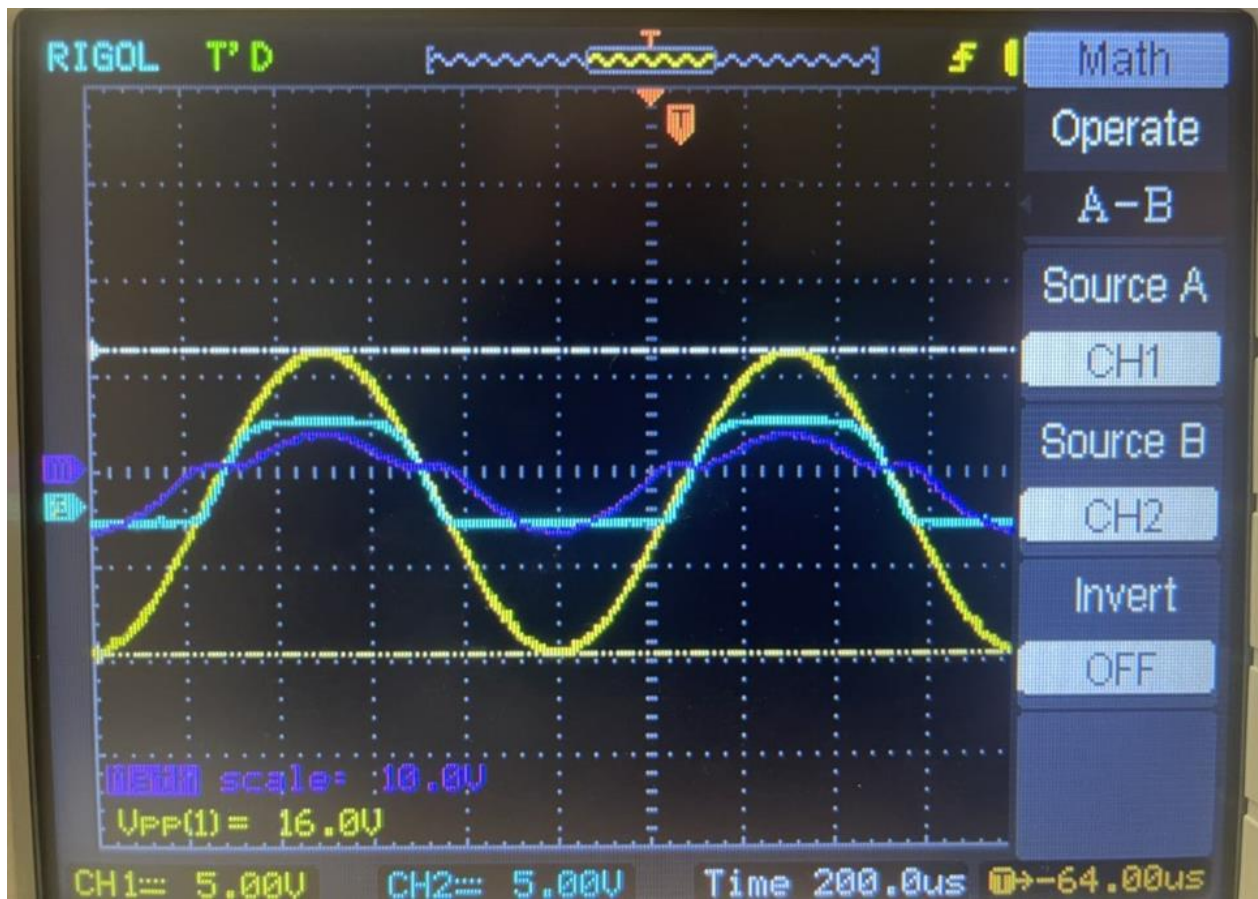 RIGOL T'D
T
T
Math
Operate
A-B
Source A
CH1
Source B
CH2
Invert
OFF
Math scale: 10.0V
Vpp(1)= 16.0V
CH1 5.00V CH2 5.00V Time 200.0us T→-64.00us